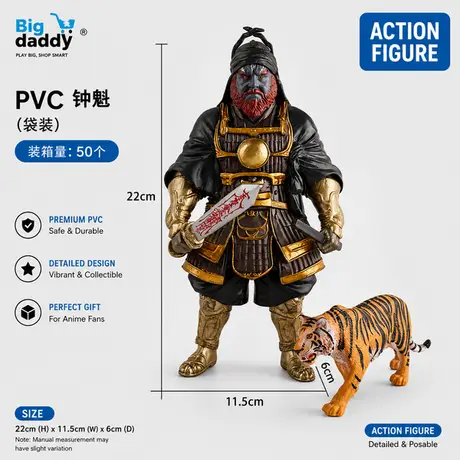 Big
daddy ®
PLAY BIG, SHOP SMART
ACTION
FIGURE
PVC 钟魁
(袋装)
装箱量：50个
22cm
PREMIUM PVC
Safe & Durable
DETAILED DESIGN
Vibrant & Collectible
PERFECT GIFT
For Anime Fans
6cm
11.5cm
SIZE
22cm (H) x 11.5cm (W) x 6cm (D)
Note: Manual measurement may
have slight variation
ACTION FIGURE
Detailed & Posable